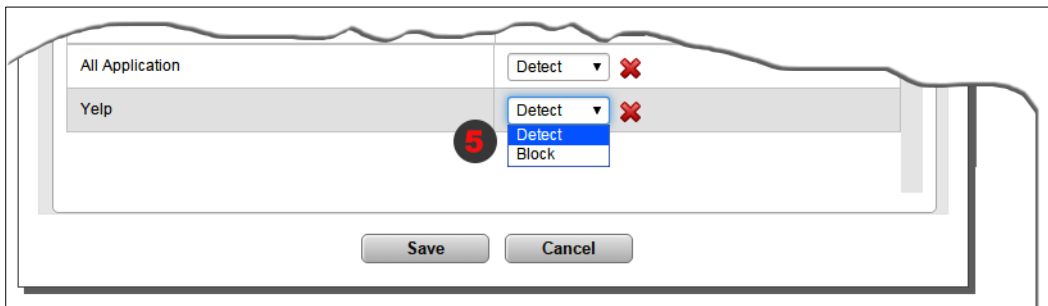 All Application
Detect
Yelp
Detect
5
Detect
Block
Save
Cancel